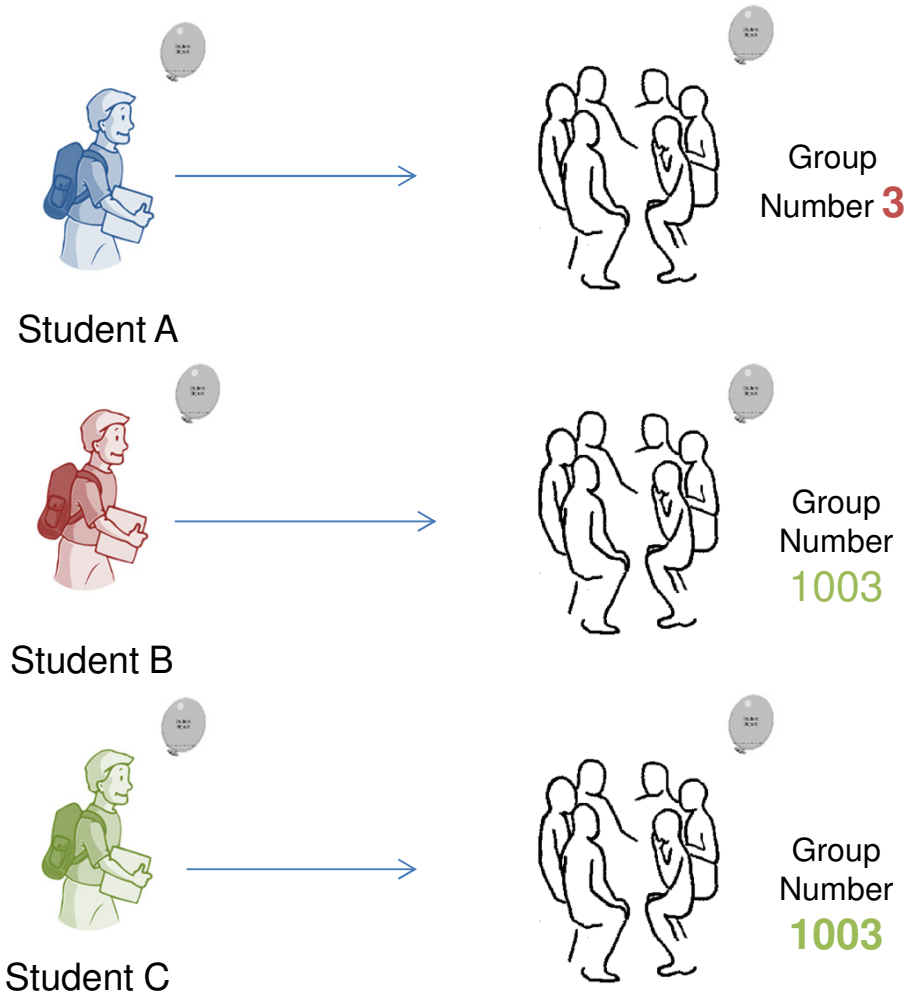 Group
Number 3
Student A
Group
Number
1003
Student B
Group
Number
1003
Student C